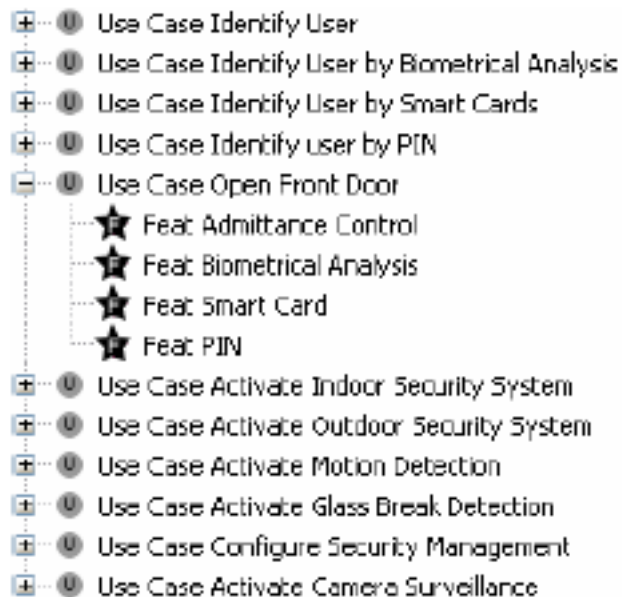 Use Case Identify User
Use Case Identify User by Biometrical Analysis
Use Case Identify User by Smart Cards
Use Case Identify user by PIN
Use Case Open Front Door
Feat Admittance Control
Feat Biometrical Analysis
Feat Smart Card
Feat PIN
Use Case Activate Indoor Security System
Use Case Activate Outdoor Security System
Use Case Activate Motion Detection
Use Case Activate Glass Break Detection
Use Case Configure Security Management
Use Case Activate Camera Surveillance